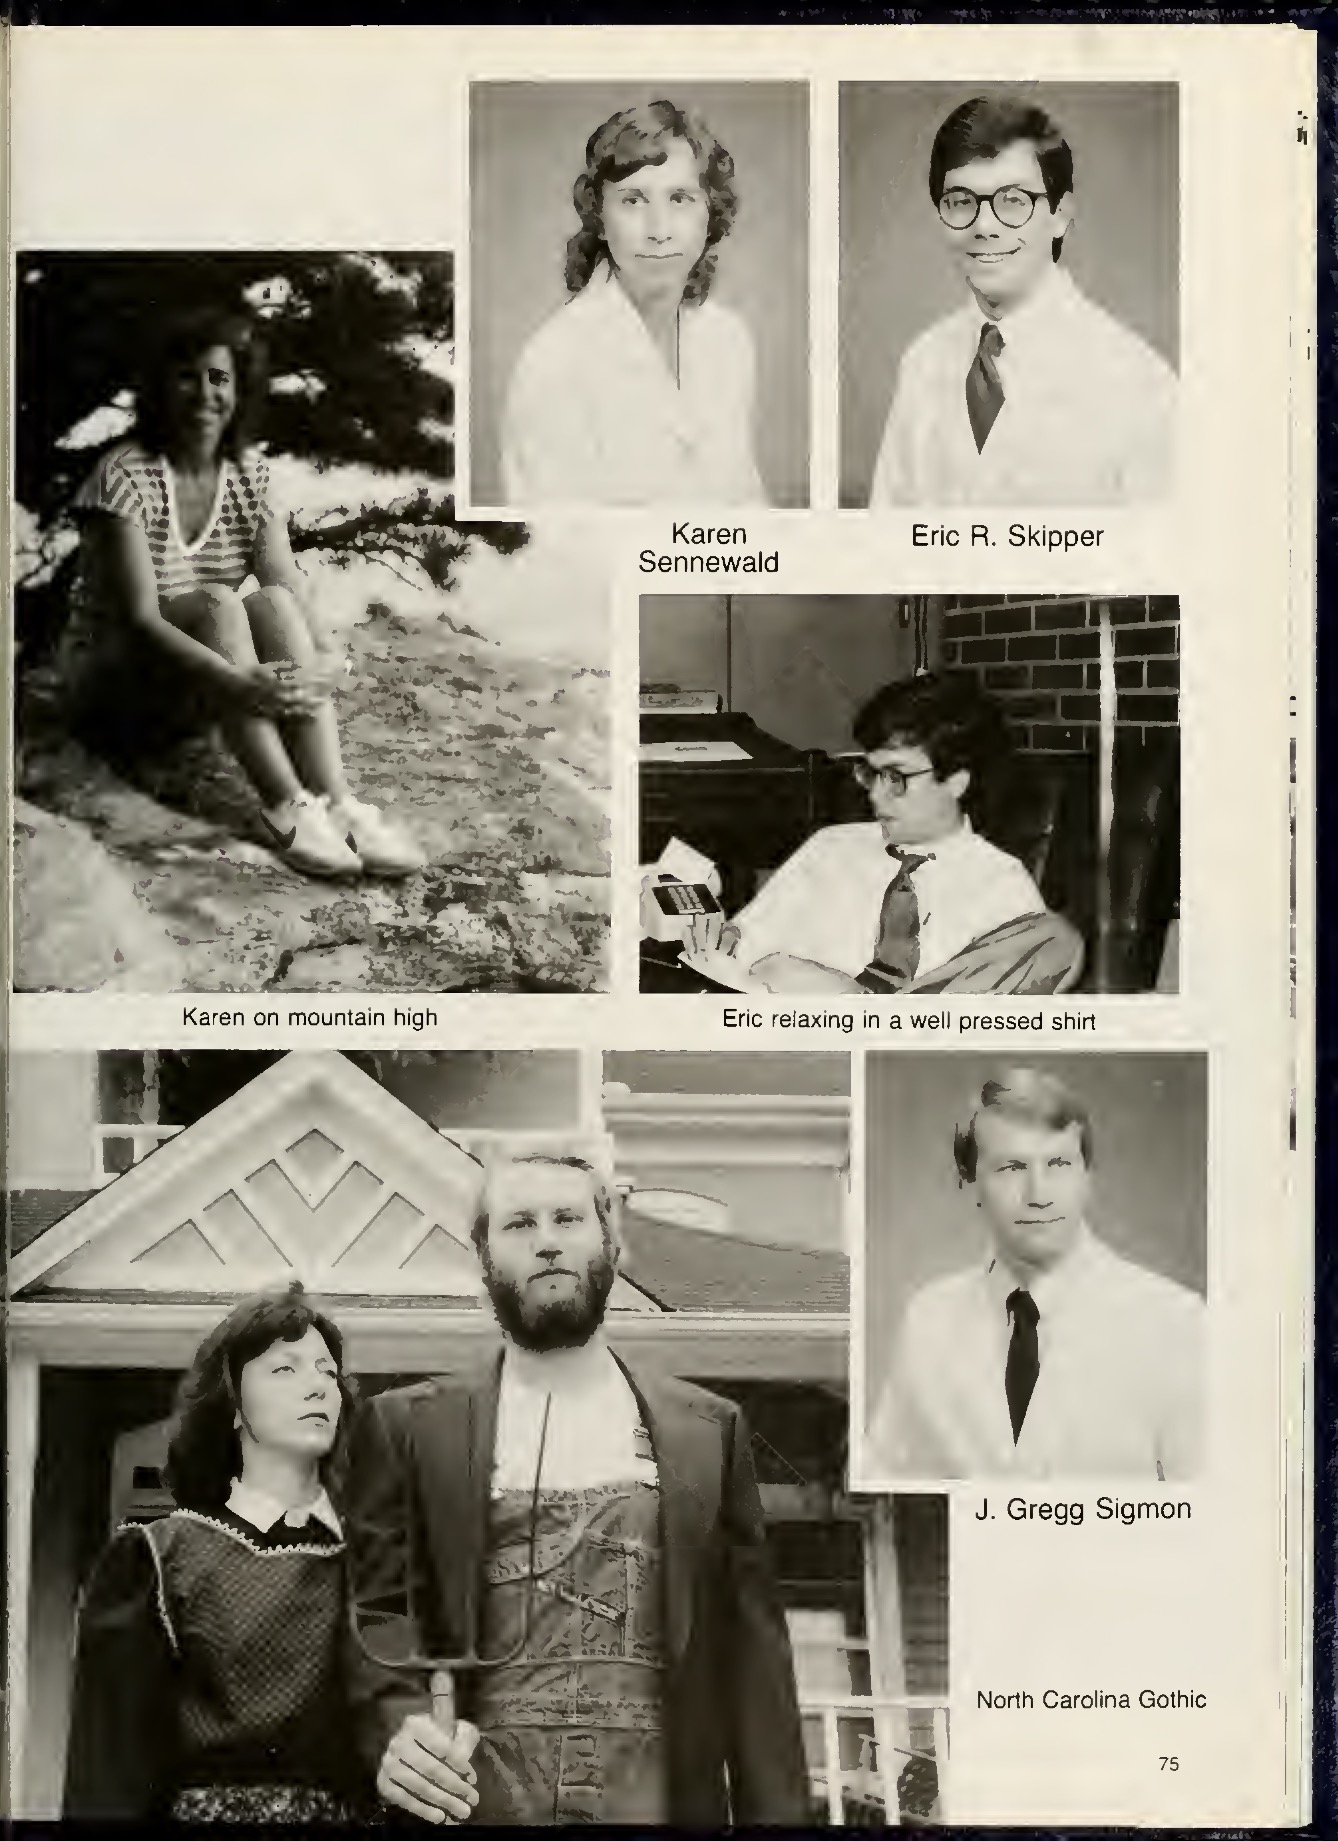 Karen
Sennewald
Eric R. Skipper
Karen on mountain high
Eric relaxing in a well pressed shirt
J. Gregg Sigmon
North Carolina Gothic
75